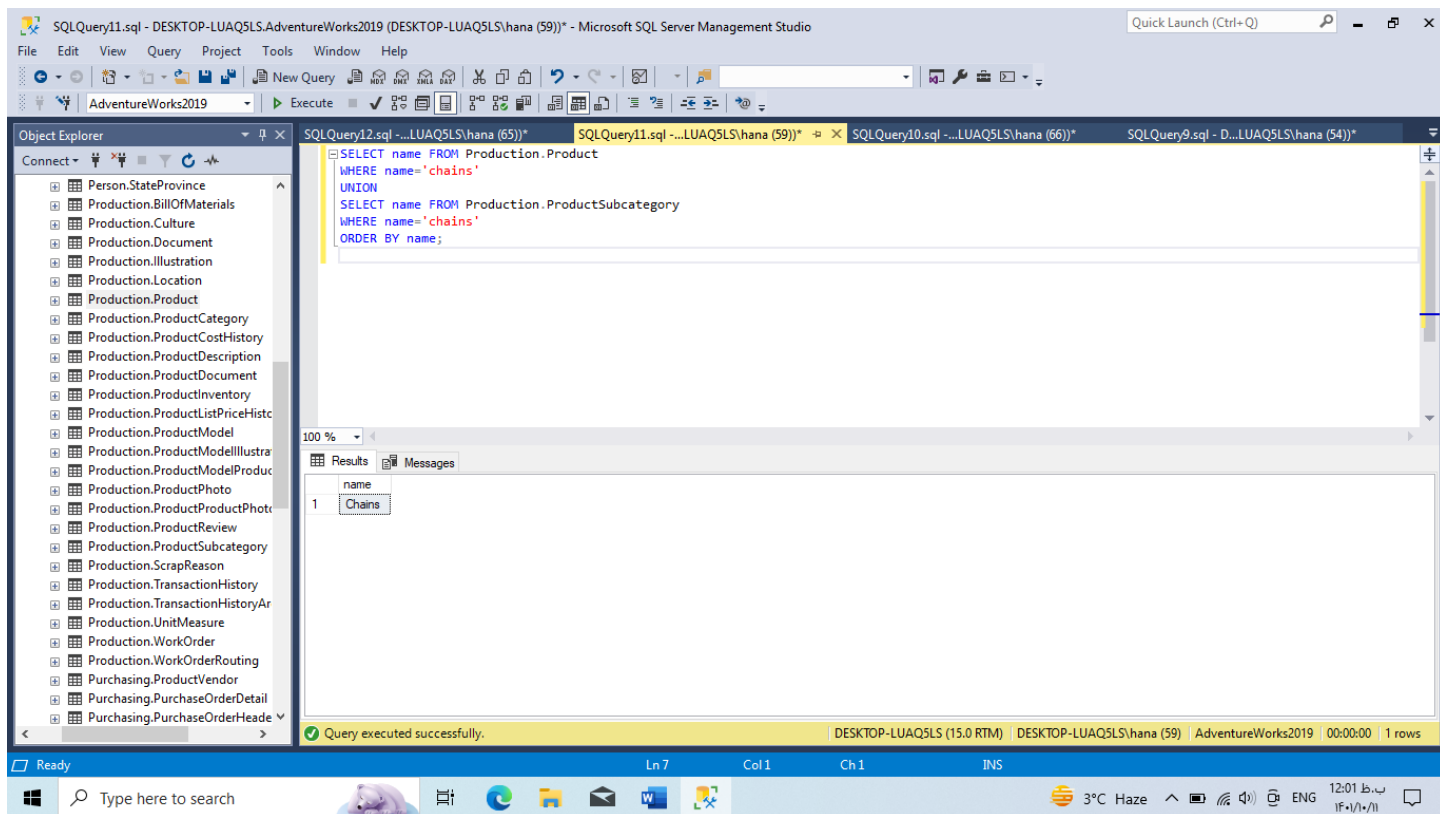 SQLQuery11.sql - DESKTOP-LUAQ5LS.AdventureWorks2019 (DESKTOP-LUAQ5LS\hana (59))* - Microsoft SQL Server Management Studio
Quick Launch (Ctrl+Q)
File Edit View Query Project Tools Window Help
New Query MDX DMX XMLA DAX
AdventureWorks2019 Execute
Object Explorer
SQLQuery12.sql -...LUAQ5LS\hana (65))* SQLQuery11.sql -...LUAQ5LS\hana (59))* SQLQuery10.sql -...LUAQ5LS\hana (66))* SQLQuery9.sql - D...LUAQ5LS\hana (54))*
Connect
Person.StateProvince
Production.BillOfMaterials
Production.Culture
Production.Document
Production.Illustration
Production.Location
Production.Product
Production.ProductCategory
Production.ProductCostHistory
Production.ProductDescription
Production.ProductDocument
Production.ProductInventory
Production.ProductListPriceHistc
Production.ProductModel
Production.ProductModelIllustra
Production.ProductModelProduc
Production.ProductPhoto
Production.ProductProductPhoto
Production.ProductReview
Production.ProductSubcategory
Production.ScrapReason
Production.TransactionHistory
Production.TransactionHistoryAr
Production.UnitMeasure
Production.WorkOrder
Production.WorkOrderRouting
Purchasing.ProductVendor
Purchasing.PurchaseOrderDetail
Purchasing.PurchaseOrderHeade
SELECT name FROM Production.Product
WHERE name='chains'
UNION
SELECT name FROM Production.ProductSubcategory
WHERE name='chains'
ORDER BY name;
100 %
Results Messages
name
1 Chains
Query executed successfully.
DESKTOP-LUAQ5LS (15.0 RTM) DESKTOP-LUAQ5LS\hana (59) AdventureWorks2019 00:00:00 1 rows
Ready Ln 7 Col 1 Ch 1 INS
Type here to search
3°C Haze
ENG
12:01 ب.ظ
۱۴۰۱/۱۰/۱۱